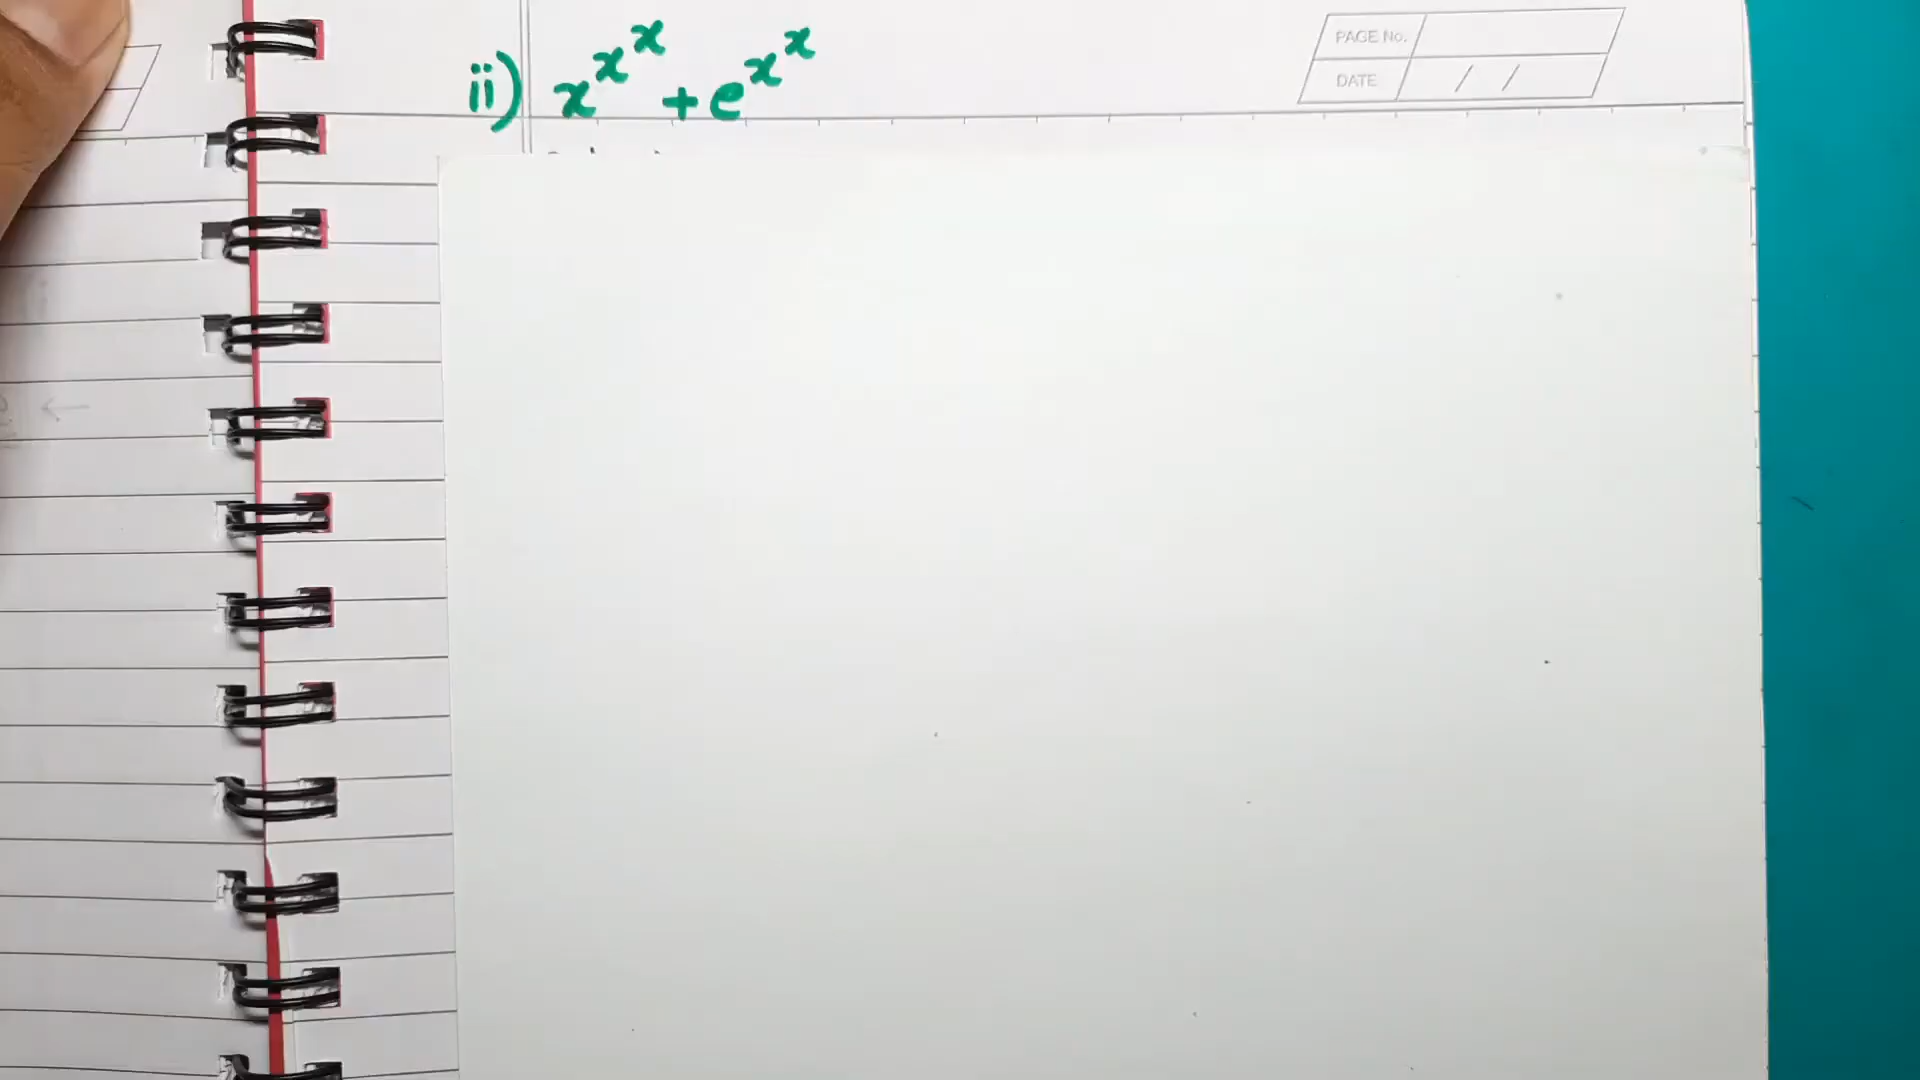 ii) x^{x^{x}} + e^{x^{x}}
PAGE No.
DATE / /